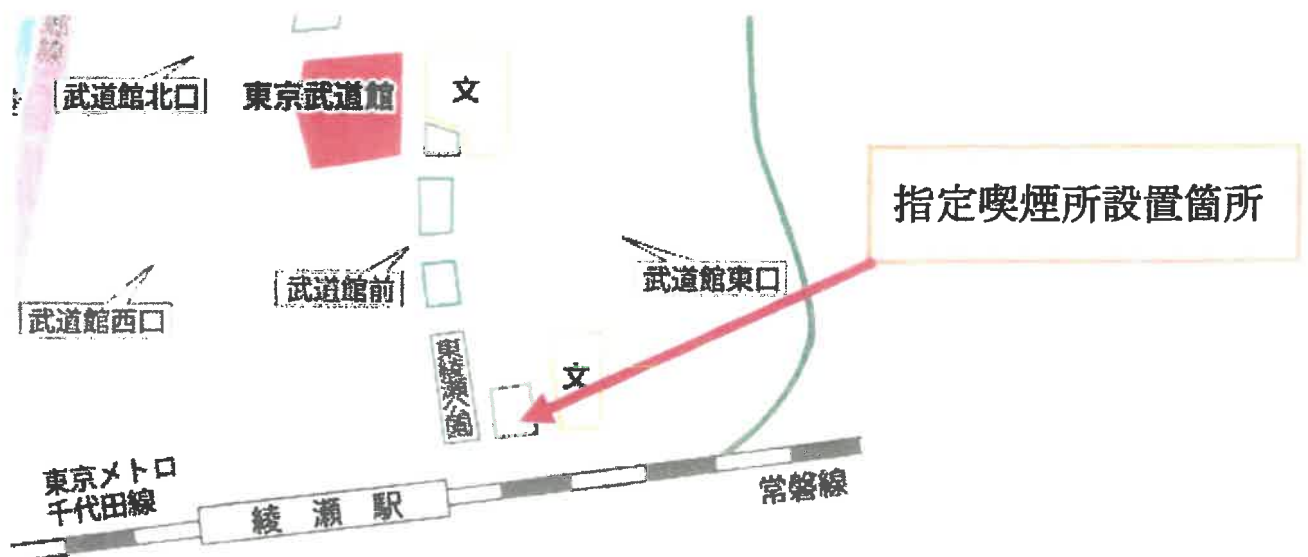 武道館北口
東京武道館
文
指定喫煙所設置箇所
武道館前
武道館東口
武道館西口
東綾瀬公園
文
東京メトロ
千代田線
綾瀬駅
常磐線